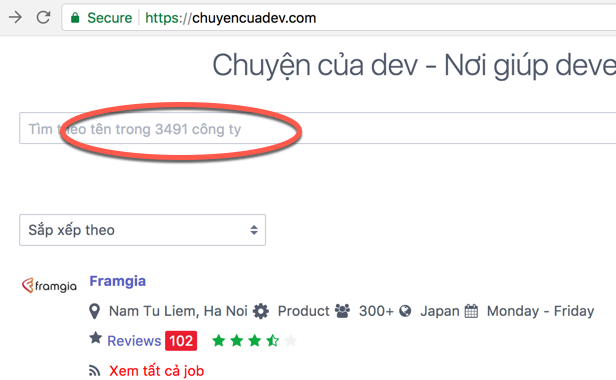 Secure https://chuyencuadev.com
Chuyện của dev - Nơi giúp deve
Tìm theo tên trong 3491 công ty
Sắp xếp theo
framgia Framgia
Nam Tu Liem, Ha Noi Product 300+ Japan Monday - Friday
Reviews 102
Xem tất cả job